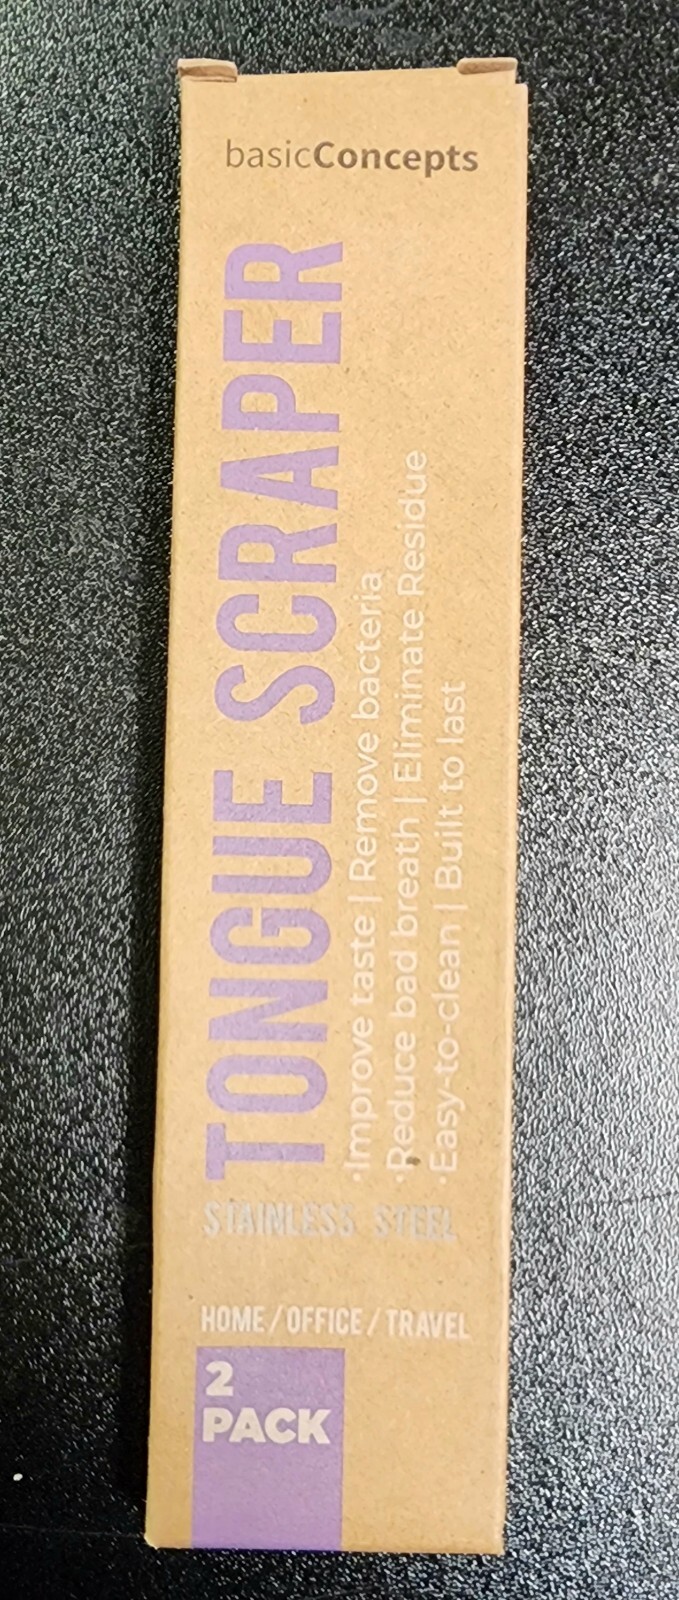 basicConcepts
TONGUE SCRAPER
·Improve taste | Remove bacteria
·Reduce bad breath | Eliminate Residue
·Easy-to-clean | Built to last
STAINLESS STEEL
HOME / OFFICE / TRAVEL
2
PACK